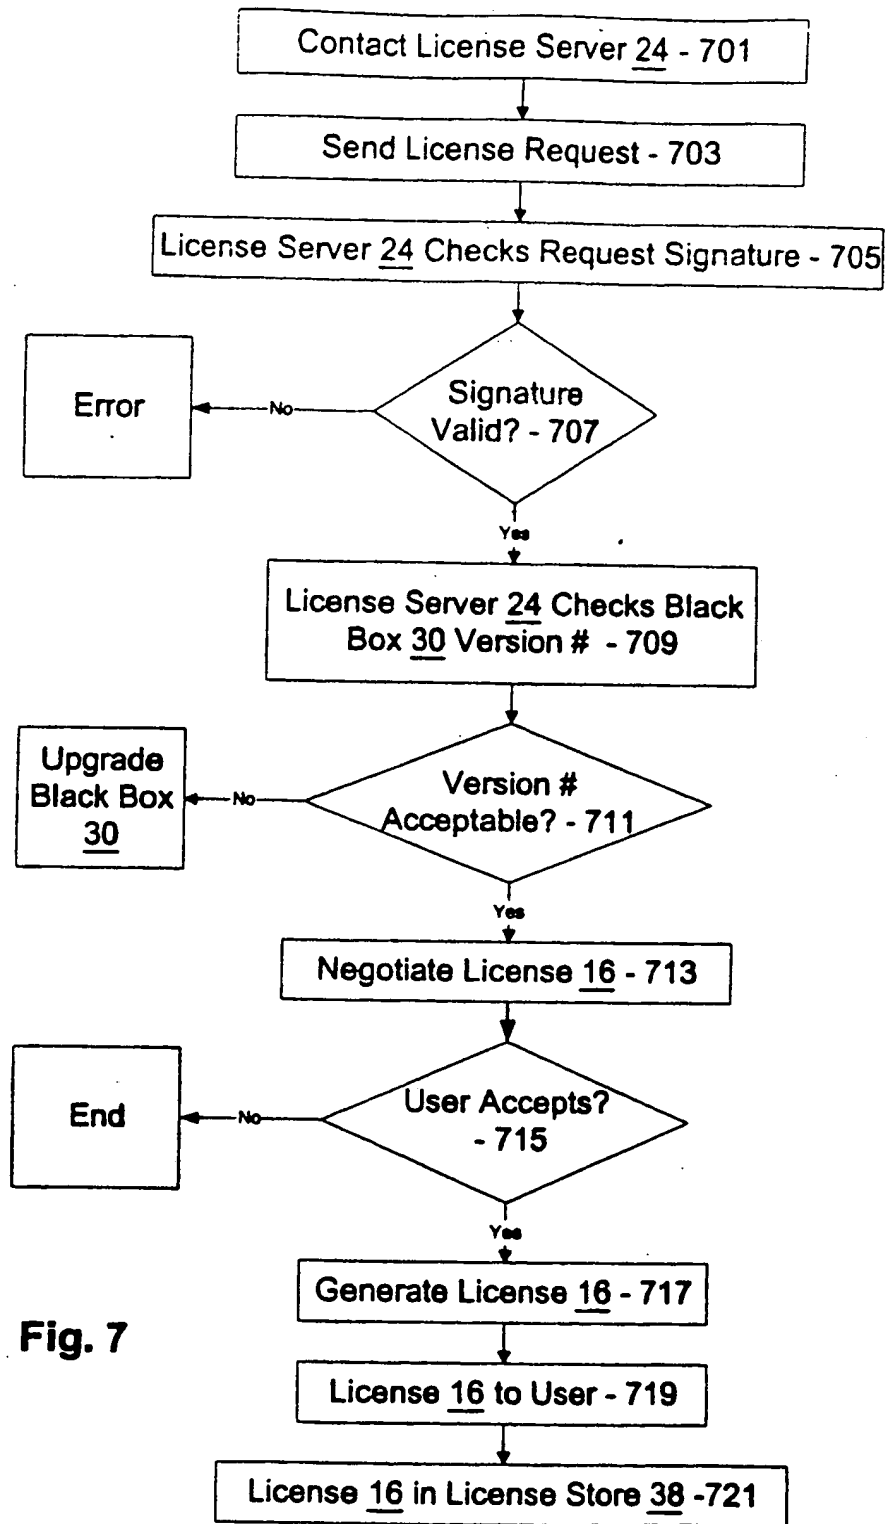 Contact License Server 24 - 701
Send License Request - 703
License Server 24 Checks Request Signature - 705
Error
No
Signature
Valid? - 707
Yes
License Server 24 Checks Black
Box 30 Version # - 709
Upgrade
Black Box
30
No
Version #
Acceptable? - 711
Yes
Negotiate License 16 - 713
End
No
User Accepts?
- 715
Yes
Generate License 16 - 717
Fig. 7
License 16 to User - 719
License 16 in License Store 38 -721